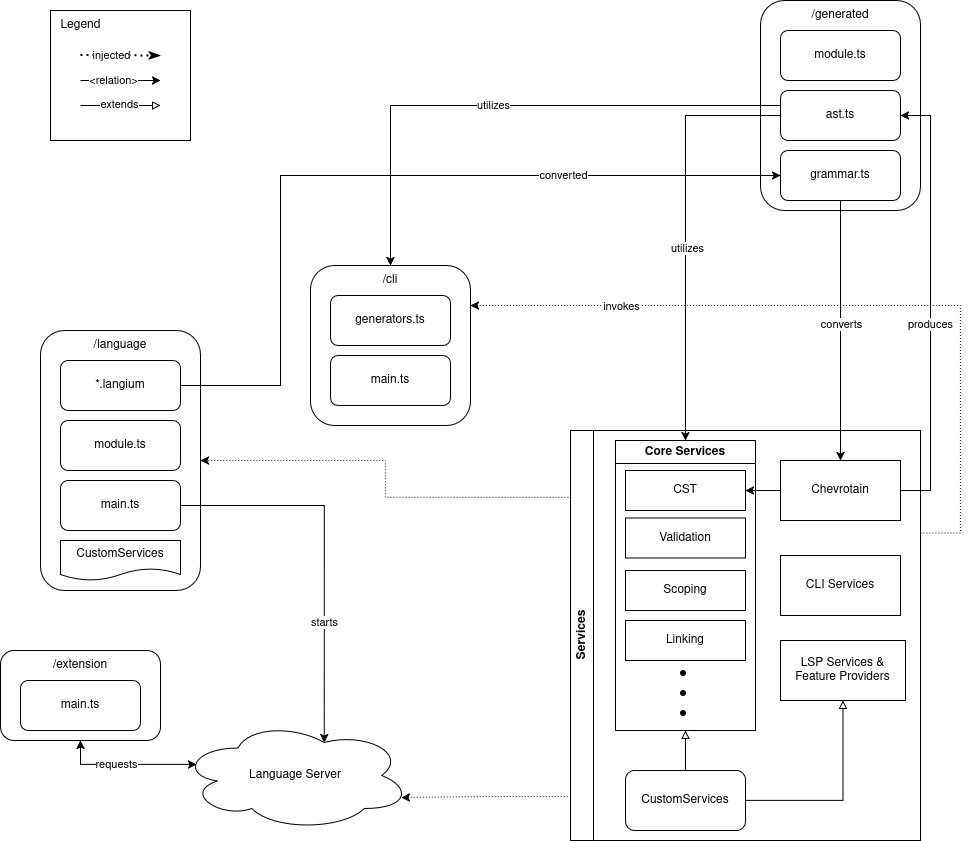 Legend
injected
<relation>
extends
/generated
module.ts
ast.ts
grammar.ts
utilizes
converted
utilizes
/cli
generators.ts
main.ts
invokes
converts
produces
/language
*.langium
module.ts
main.ts
CustomServices
starts
Services
Core Services
CST
Validation
Scoping
Linking
Chevrotain
CLI Services
LSP Services &
Feature Providers
CustomServices
/extension
main.ts
requests
Language Server